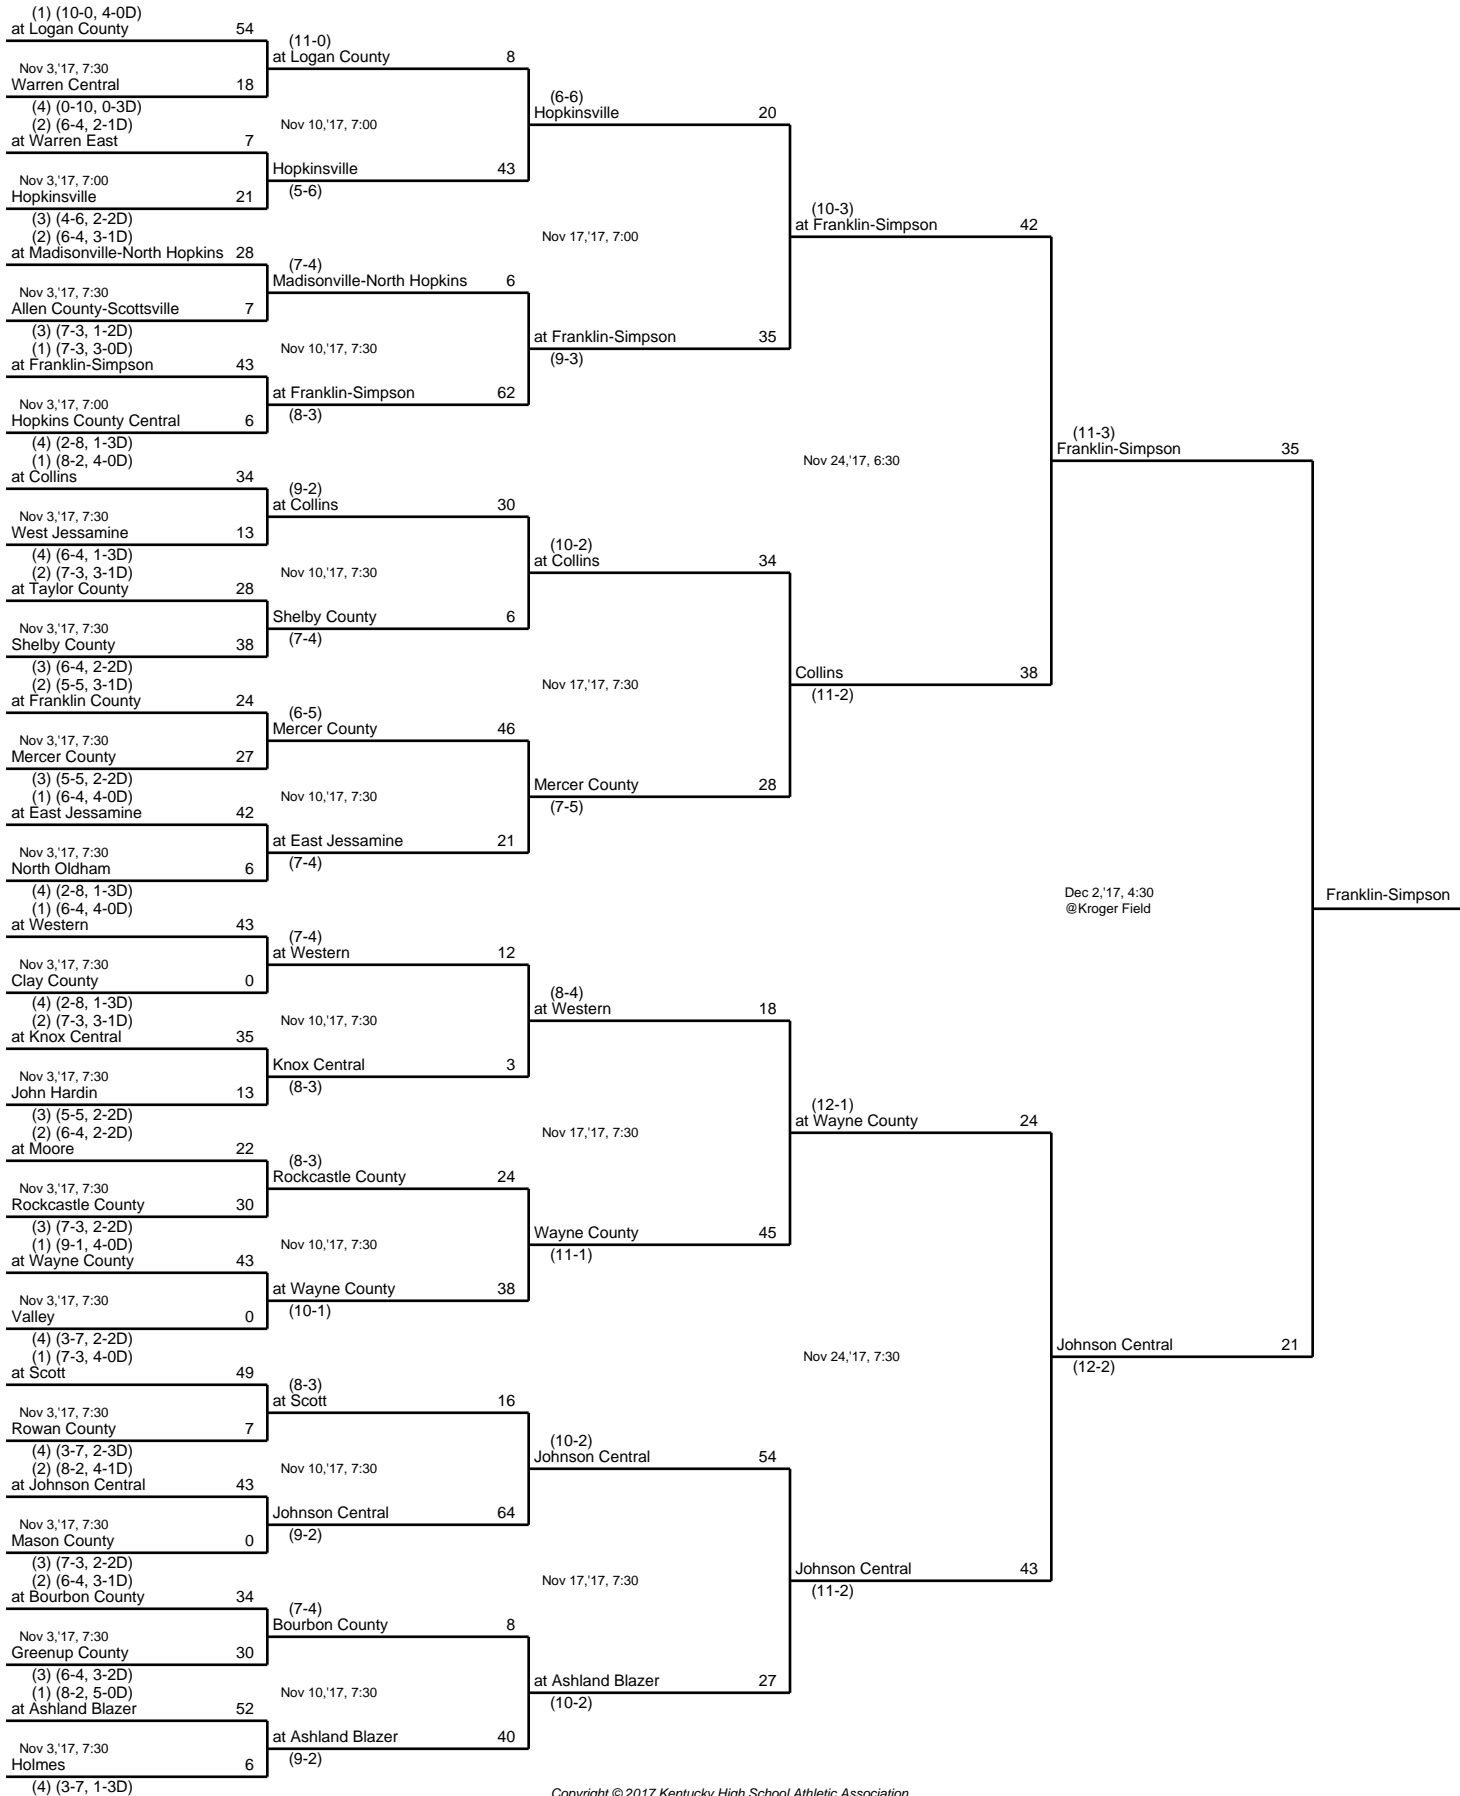 (1) (10-0, 4-0D)
at Logan County 54
Nov 3,'17, 7:30
Warren Central 18
(4) (0-10, 0-3D)
(2) (6-4, 2-1D)
at Warren East 7
Nov 3,'17, 7:00
Hopkinsville 21
(3) (4-6, 2-2D)
(2) (6-4, 3-1D)
at Madisonville-North Hopkins 28
Nov 3,'17, 7:30
Allen County-Scottsville 7
(3) (7-3, 1-2D)
(1) (7-3, 3-0D)
at Franklin-Simpson 43
Nov 3,'17, 7:00
Hopkins County Central 6
(4) (2-8, 1-3D)
(1) (8-2, 4-0D)
at Collins 34
Nov 3,'17, 7:30
West Jessamine 13
(4) (6-4, 1-3D)
(2) (7-3, 3-1D)
at Taylor County 28
Nov 3,'17, 7:30
Shelby County 38
(3) (6-4, 2-2D)
(2) (5-5, 3-1D)
at Franklin County 24
Nov 3,'17, 7:30
Mercer County 27
(3) (5-5, 2-2D)
(1) (6-4, 4-0D)
at East Jessamine 42
Nov 3,'17, 7:30
North Oldham 6
(4) (2-8, 1-3D)
(1) (6-4, 4-0D)
at Western 43
Nov 3,'17, 7:30
Clay County 0
(4) (2-8, 1-3D)
(2) (7-3, 3-1D)
at Knox Central 35
Nov 3,'17, 7:30
John Hardin 13
(3) (5-5, 2-2D)
(2) (6-4, 2-2D)
at Moore 22
Nov 3,'17, 7:30
Rockcastle County 30
(3) (7-3, 2-2D)
(1) (9-1, 4-0D)
at Wayne County 43
Nov 3,'17, 7:30
Valley 0
(4) (3-7, 2-2D)
(1) (7-3, 4-0D)
at Scott 49
Nov 3,'17, 7:30
Rowan County 7
(4) (3-7, 2-3D)
(2) (8-2, 4-1D)
at Johnson Central 43
Nov 3,'17, 7:30
Mason County 0
(3) (7-3, 2-2D)
(2) (6-4, 3-1D)
at Bourbon County 34
Nov 3,'17, 7:30
Greenup County 30
(3) (6-4, 3-2D)
(1) (8-2, 5-0D)
at Ashland Blazer 52
Nov 3,'17, 7:30
Holmes 6
(4) (3-7, 1-3D)
(11-0)
at Logan County 8
Nov 10,'17, 7:00
Hopkinsville 43
(5-6)
(7-4)
Madisonville-North Hopkins 6
Nov 10,'17, 7:30
at Franklin-Simpson 62
(8-3)
(9-2)
at Collins 30
Nov 10,'17, 7:30
Shelby County 6
(7-4)
(6-5)
Mercer County 46
Nov 10,'17, 7:30
at East Jessamine 21
(7-4)
(7-4)
at Western 12
Nov 10,'17, 7:30
Knox Central 3
(8-3)
(8-3)
Rockcastle County 24
Nov 10,'17, 7:30
at Wayne County 38
(10-1)
(8-3)
at Scott 16
Nov 10,'17, 7:30
Johnson Central 64
(9-2)
(7-4)
Bourbon County 8
Nov 10,'17, 7:30
at Ashland Blazer 40
(9-2)
(6-6)
Hopkinsville 20
Nov 17,'17, 7:00
at Franklin-Simpson 35
(9-3)
(10-2)
at Collins 34
Nov 17,'17, 7:30
Mercer County 28
(7-5)
(8-4)
at Western 18
Nov 17,'17, 7:30
Wayne County 45
(11-1)
(10-2)
Johnson Central 54
Nov 17,'17, 7:30
at Ashland Blazer 27
(10-2)
(10-3)
at Franklin-Simpson 42
Nov 24,'17, 6:30
Collins 38
(11-2)
(12-1)
at Wayne County 24
Nov 24,'17, 7:30
Johnson Central 43
(11-2)
(11-3)
Franklin-Simpson 35
Dec 2,'17, 4:30
@Kroger Field
Johnson Central 21
(12-2)
Franklin-Simpson
Copyright © 2017 Kentucky High School Athletic Association